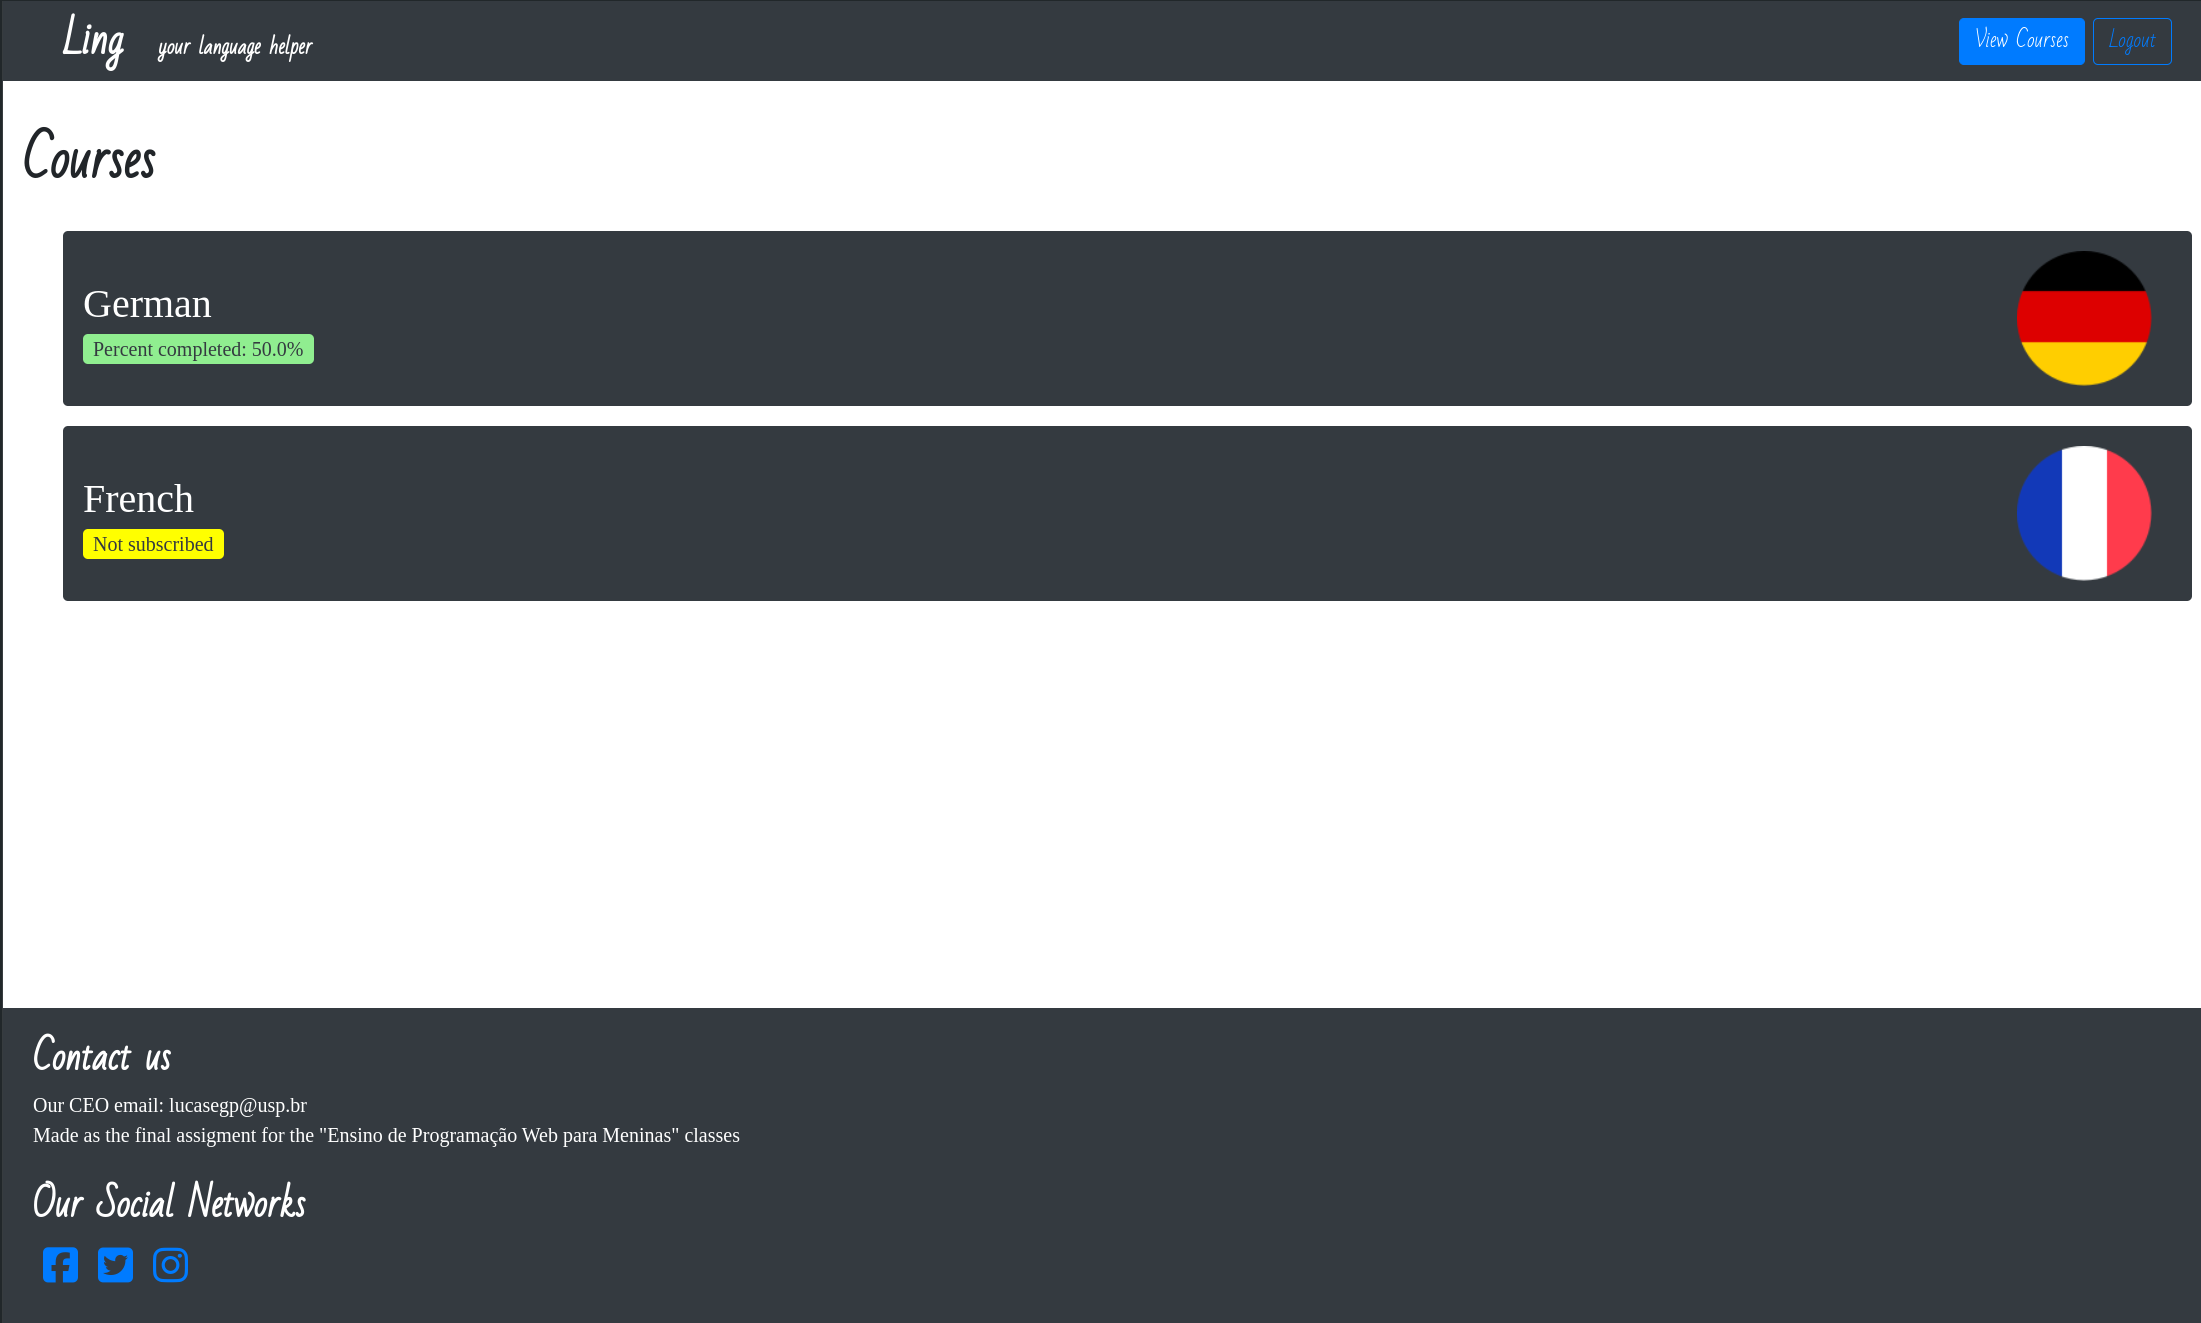 Ling your language helper View Courses Logout
Courses
German
Percent completed: 50.0%
French
Not subscribed
Contact us
Our CEO email: lucasegp@usp.br
Made as the final assigment for the "Ensino de Programação Web para Meninas" classes
Our Social Networks